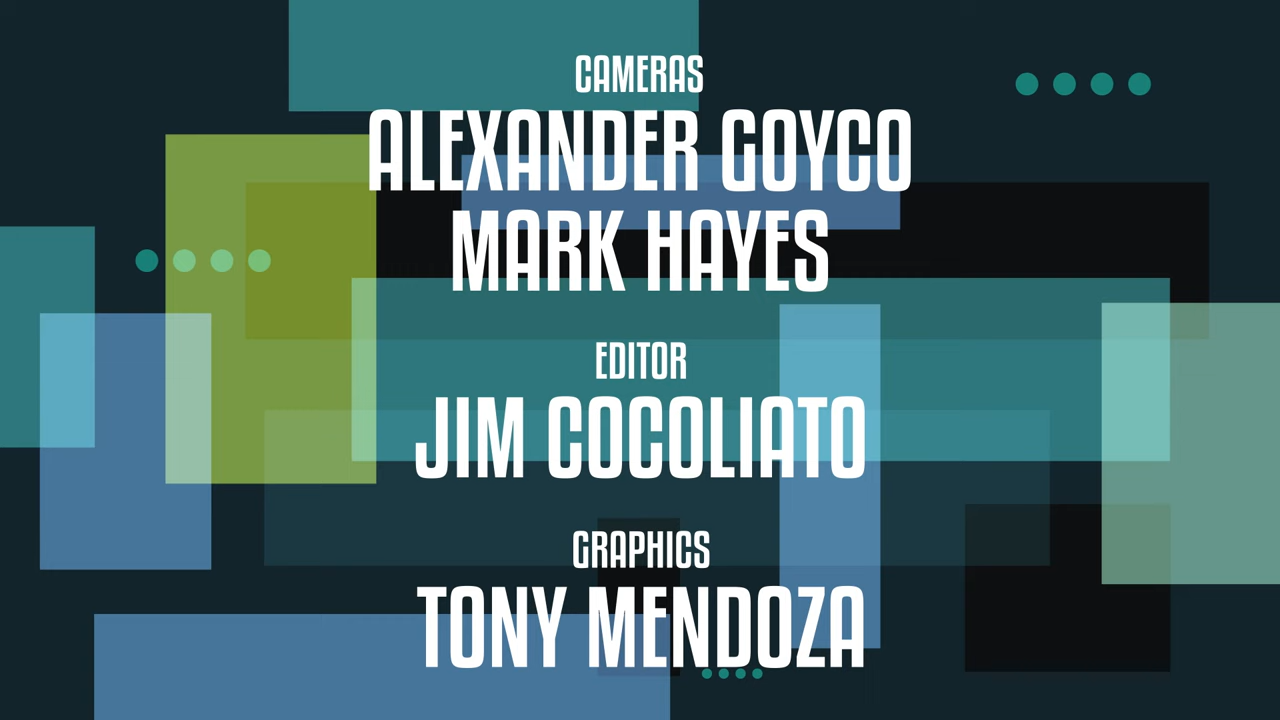 CAMERAS
ALEXANDER GOYCO
MARK HAYES
EDITOR
JIM COCOLIATO
GRAPHICS
TONY MENDOZA